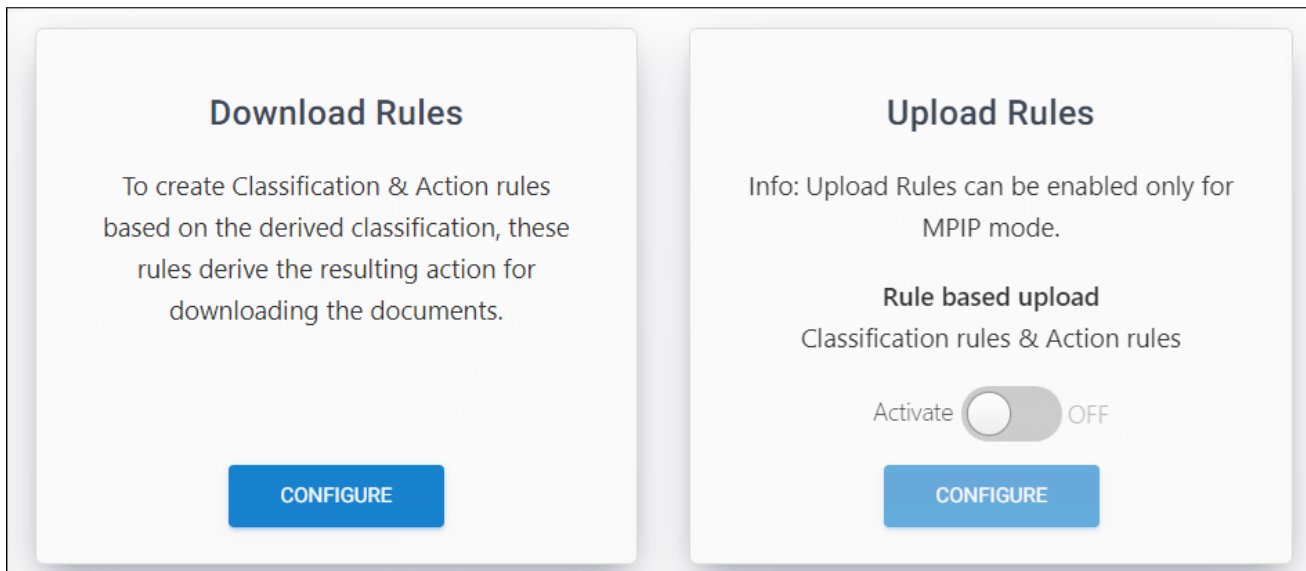 Download Rules
To create Classification & Action rules
based on the derived classification, these
rules derive the resulting action for
downloading the documents.
CONFIGURE
Upload Rules
Info: Upload Rules can be enabled only for
MPIP mode.
Rule based upload
Classification rules & Action rules
Activate OFF
CONFIGURE